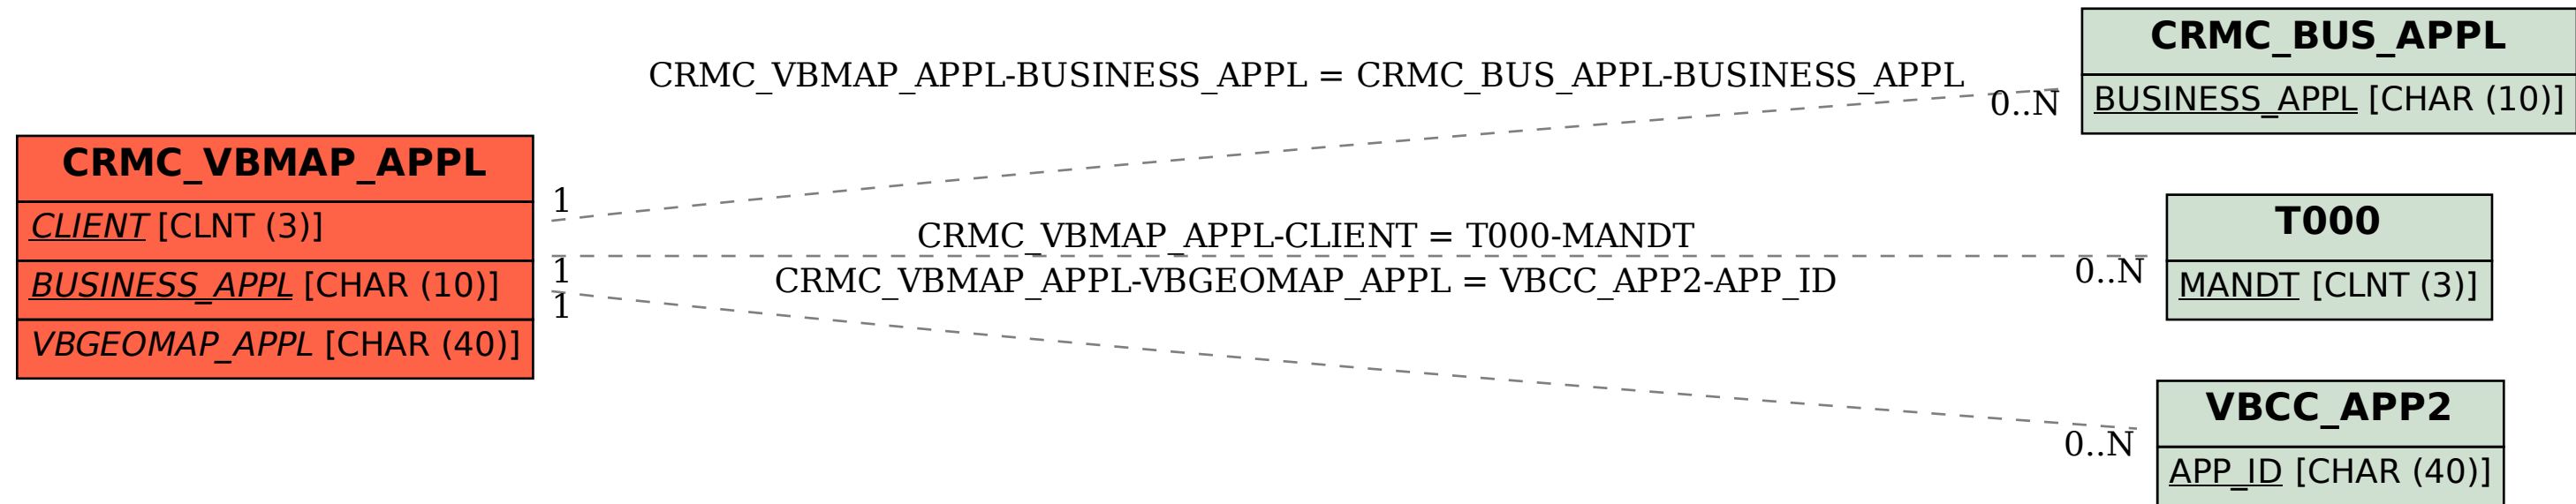 CRMC_VBMAP_APPL
CLIENT [CLNT (3)]
BUSINESS_APPL [CHAR (10)]
VBGEOMAP_APPL [CHAR (40)]
CRMC_VBMAP_APPL-BUSINESS_APPL = CRMC_BUS_APPL-BUSINESS_APPL
1
0..N
CRMC_VBMAP_APPL-CLIENT = T000-MANDT
1
0..N
CRMC_VBMAP_APPL-VBGEOMAP_APPL = VBCC_APP2-APP_ID
1
0..N
CRMC_BUS_APPL
BUSINESS_APPL [CHAR (10)]
T000
MANDT [CLNT (3)]
VBCC_APP2
APP_ID [CHAR (40)]